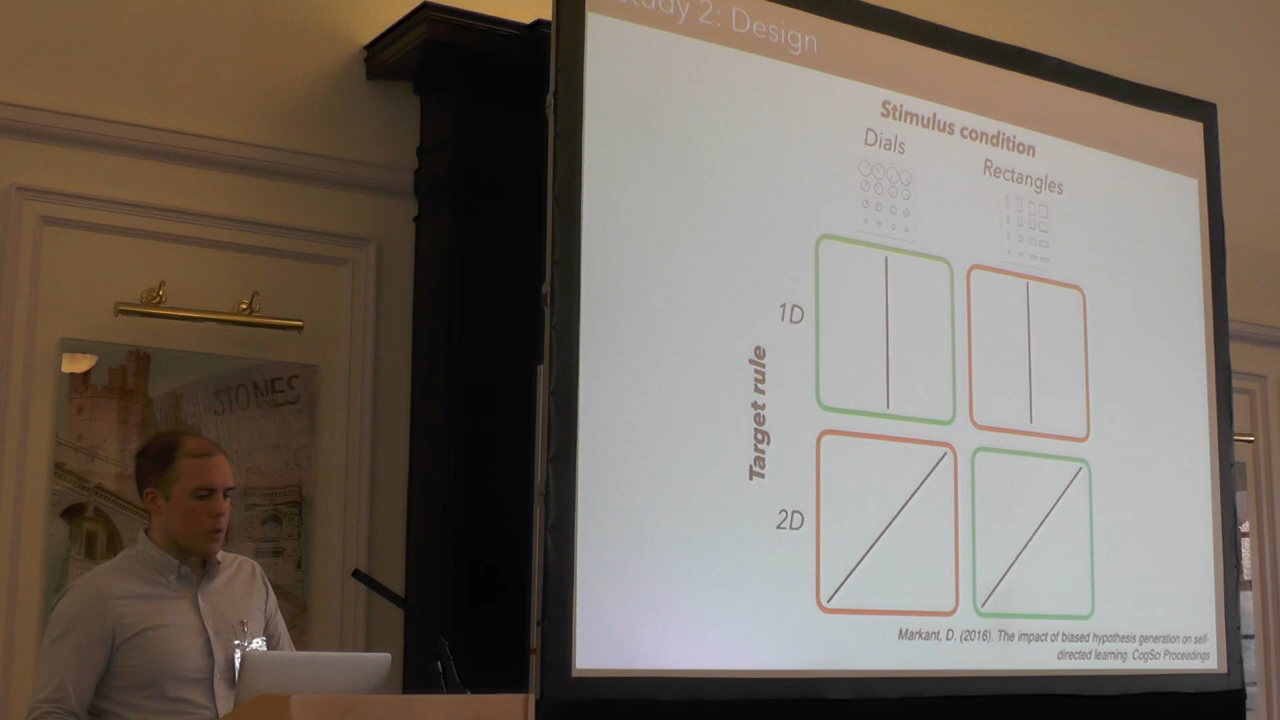 Study 2: Design
Stimulus condition
Dials
Rectangles
1D
Target rule
2D
Markant, D. (2016). The impact of biased hypothesis generation on self-
directed learning. CogSci Proceedings
STONES